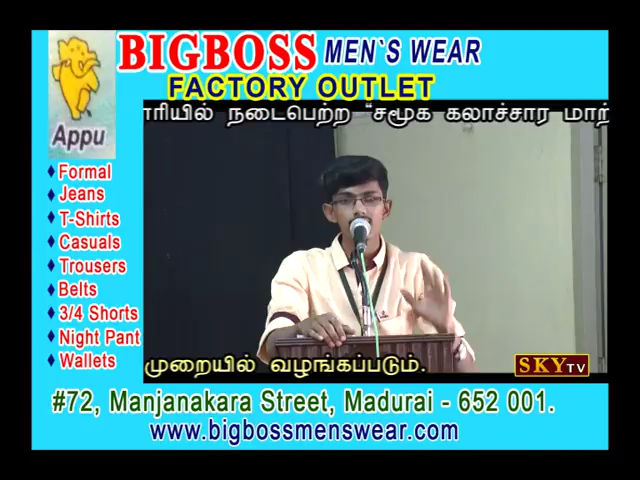 BIGBOSS MEN`S WEAR
FACTORY OUTLET
Appu
நடைபெற்ற “சமூக கலாச்சார
Formal
Jeans
T-Shirts
Casuals
Trousers
Belts
3/4 Shorts
Night Pant
Wallets
முறையில் வழங்கப்படும்.
SKY TV
#72, Manjanakara Street, Madurai - 652 001.
www.bigbossmenswear.com